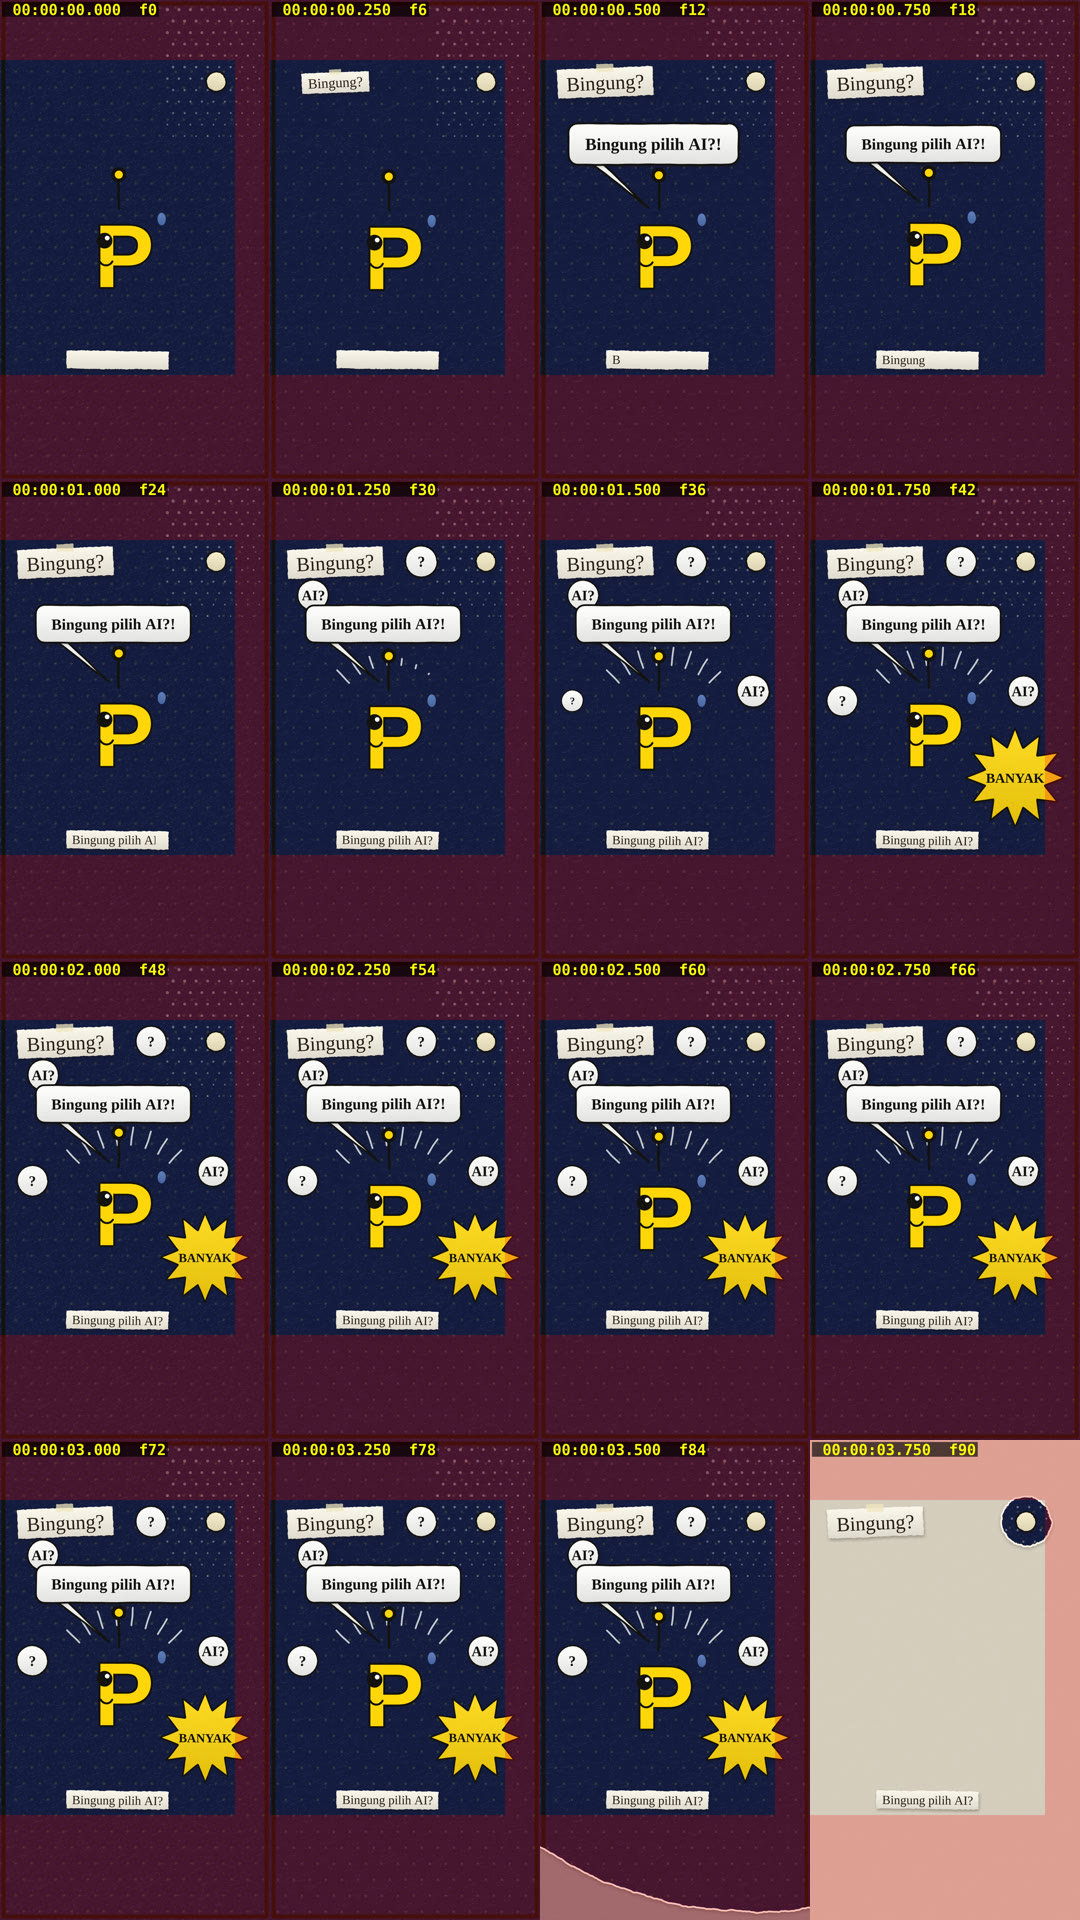 00:00:00.000 f0
00:00:00.250 f6
00:00:00.500 f12
00:00:00.750 f18
P
Bingung?
P
Bingung?
Bingung pilih AI?!
P
B
Bingung?
Bingung pilih AI?!
P
Bingung
00:00:01.000 f24
00:00:01.250 f30
00:00:01.500 f36
00:00:01.750 f42
Bingung?
Bingung pilih AI?!
P
Bingung pilih AI
Bingung?
?
AI?
Bingung pilih AI?!
P
Bingung pilih AI?
Bingung?
?
AI?
Bingung pilih AI?!
?
AI?
P
Bingung pilih AI?
Bingung?
?
AI?
Bingung pilih AI?!
?
AI?
P
BANYAK
Bingung pilih AI?
00:00:02.000 f48
00:00:02.250 f54
00:00:02.500 f60
00:00:02.750 f66
Bingung?
?
AI?
Bingung pilih AI?!
?
AI?
P
BANYAK
Bingung pilih AI?
Bingung?
?
AI?
Bingung pilih AI?!
?
AI?
P
BANYAK
Bingung pilih AI?
Bingung?
?
AI?
Bingung pilih AI?!
?
AI?
P
BANYAK
Bingung pilih AI?
Bingung?
?
AI?
Bingung pilih AI?!
?
AI?
P
BANYAK
Bingung pilih AI?
00:00:03.000 f72
00:00:03.250 f78
00:00:03.500 f84
00:00:03.750 f90
Bingung?
?
AI?
Bingung pilih AI?!
?
AI?
P
BANYAK
Bingung pilih AI?
Bingung?
?
AI?
Bingung pilih AI?!
?
AI?
P
BANYAK
Bingung pilih AI?
Bingung?
?
AI?
Bingung pilih AI?!
?
AI?
P
BANYAK
Bingung pilih AI?
Bingung?
Bingung pilih AI?